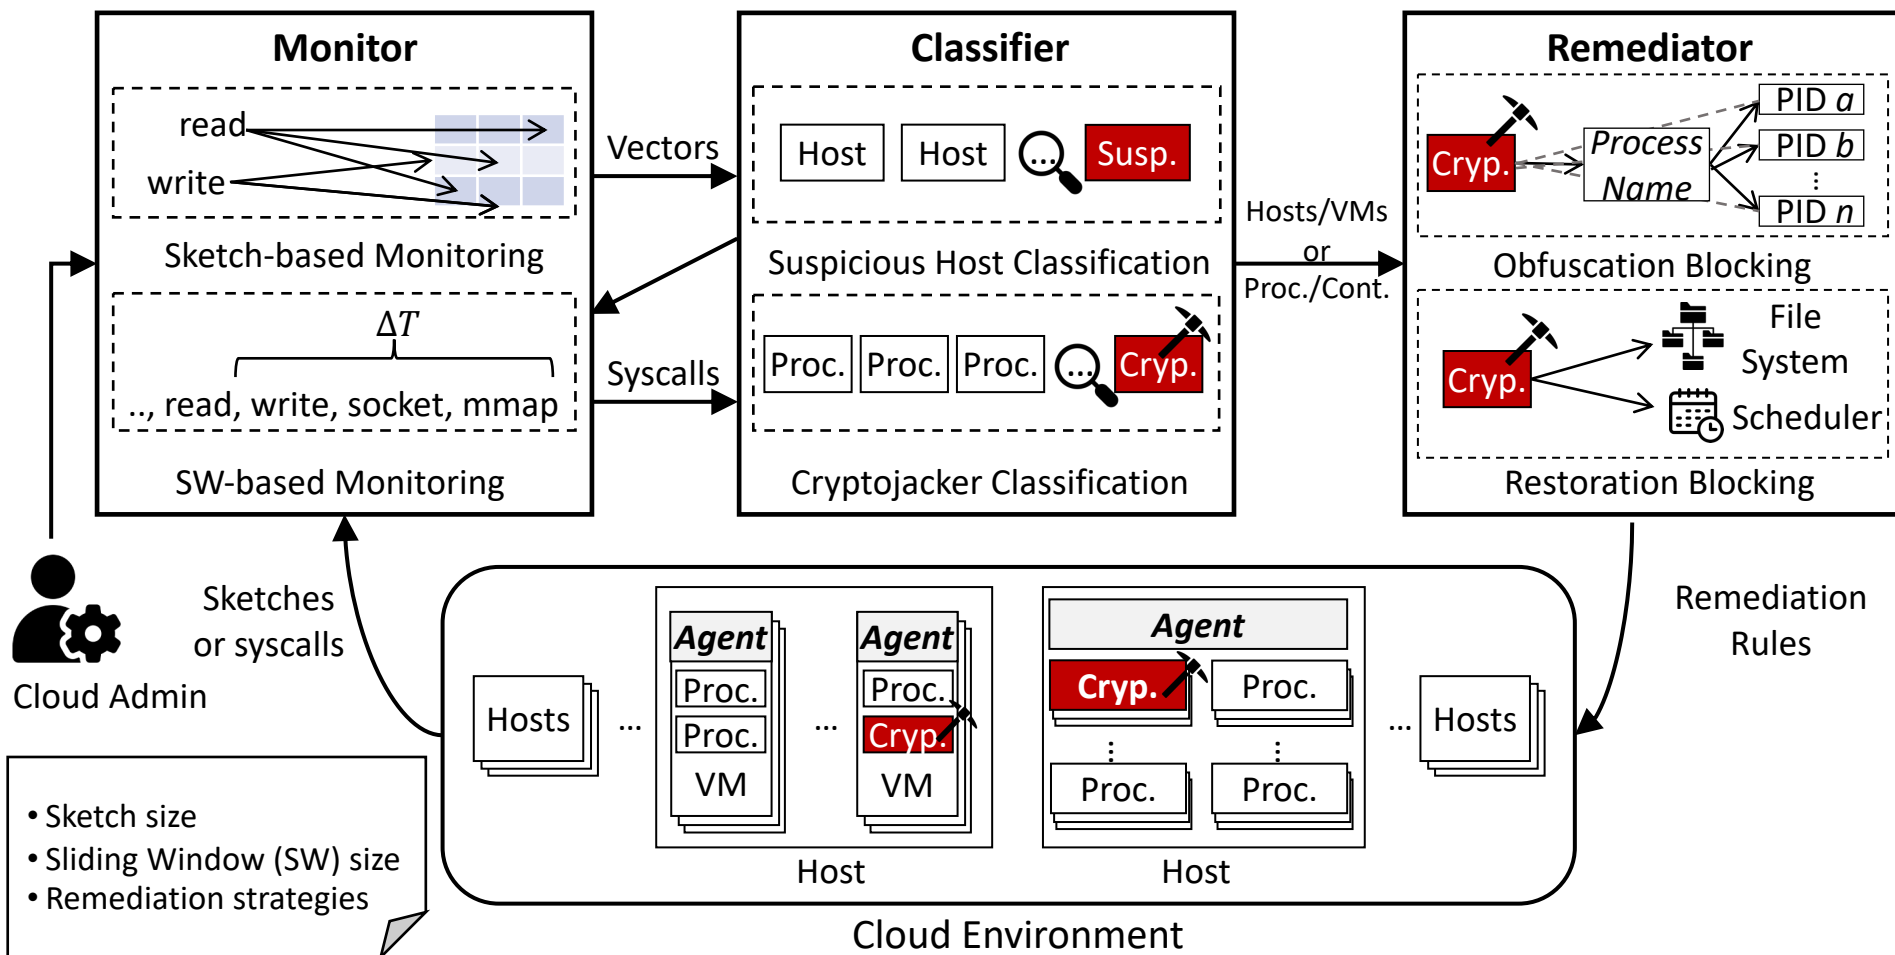 Monitor
read
write
Sketch-based Monitoring
ΔT
.., read, write, socket, mmap
SW-based Monitoring
Vectors
Syscalls
Classifier
Host
Host
...
Susp.
Suspicious Host Classification
Proc.
Proc.
Proc.
...
Cryp.
Cryptojacker Classification
Hosts/VMs
or
Proc./Cont.
Remediator
Cryp.
Process
Name
PID a
PID b
⋮
PID n
Obfuscation Blocking
Cryp.
File
System
Scheduler
Restoration Blocking
Cloud Admin
Sketches
or syscalls
Remediation
Rules
• Sketch size
• Sliding Window (SW) size
• Remediation strategies
Hosts
...
Agent
Proc.
Proc.
VM
...
Agent
Proc.
Cryp.
VM
Host
Agent
Cryp.
Proc.
⋮
⋮
Proc.
Proc.
Host
...
Hosts
Cloud Environment